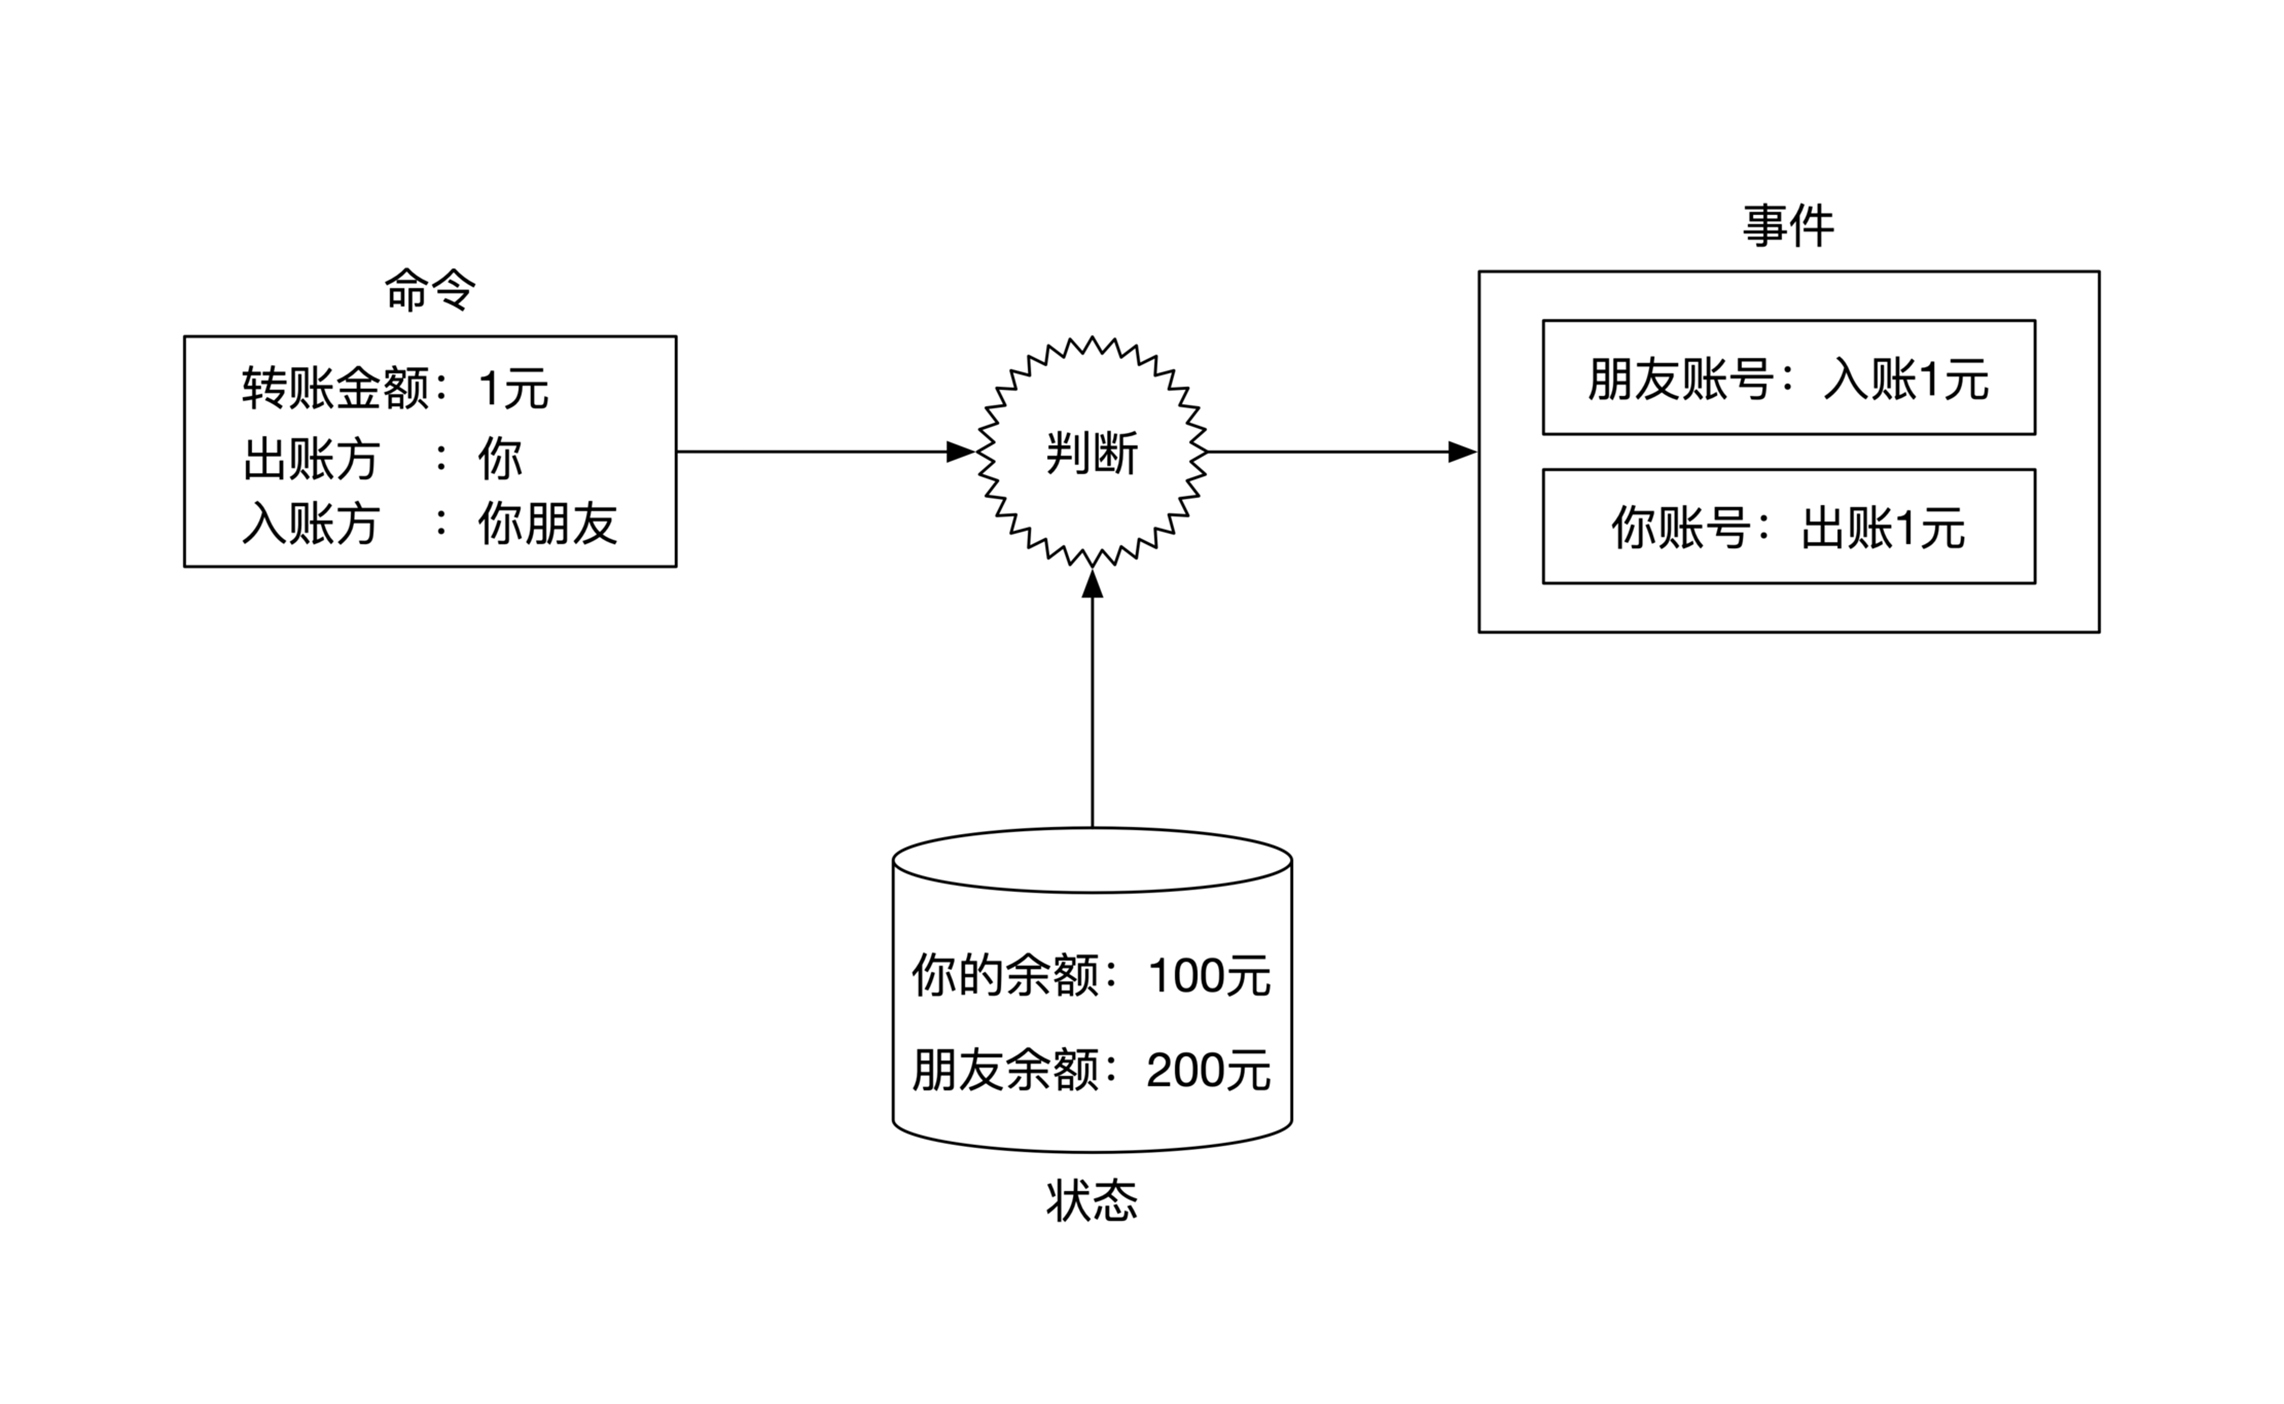 命令
转账金额：1元
出账方　：你
入账方　：你朋友
判断
事件
朋友账号：入账1元
你账号：出账1元
你的余额：100元
朋友余额：200元
状态